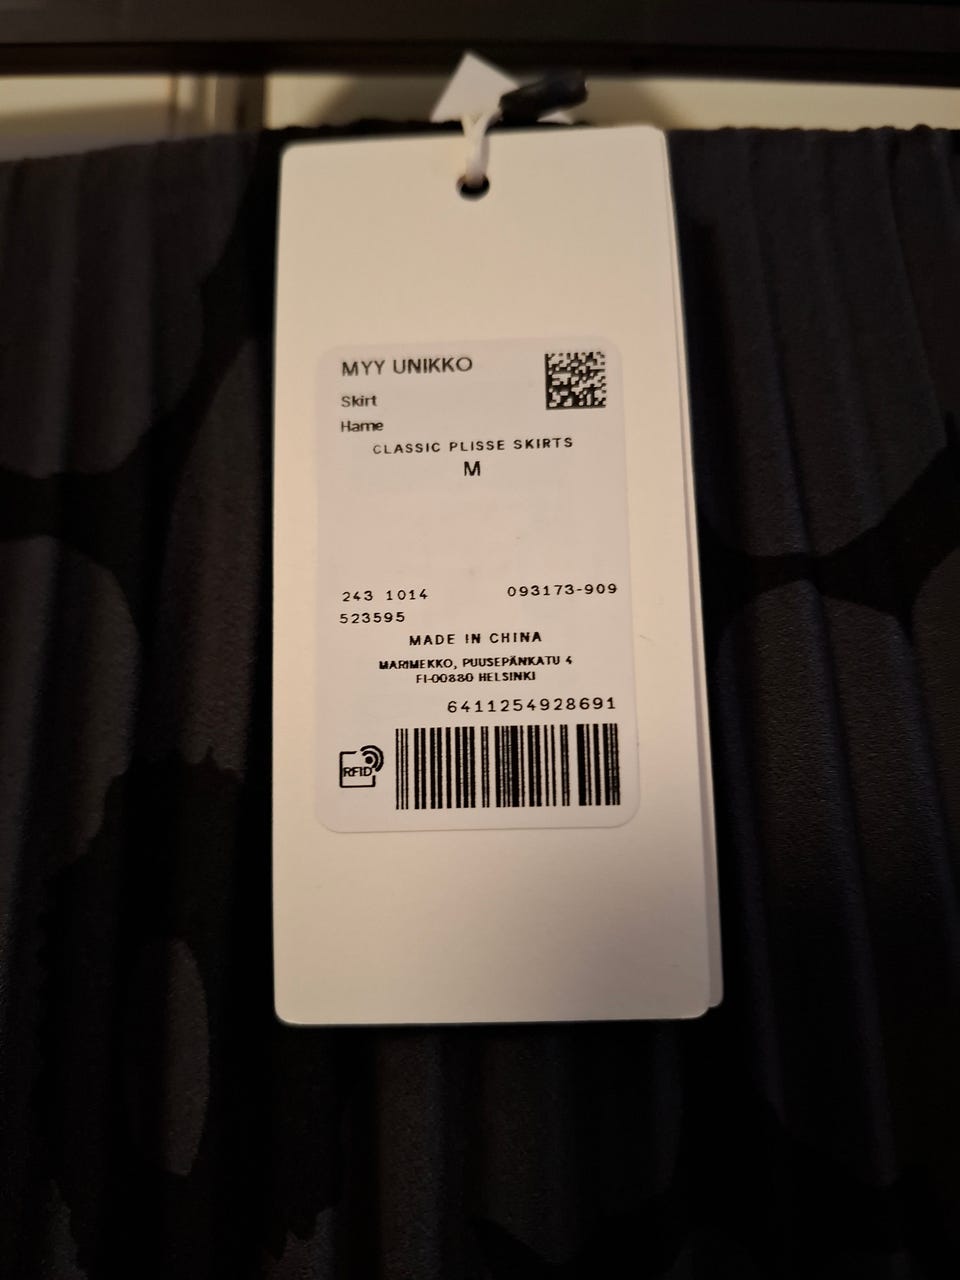 MYY UNIKKO
Skirt
Hame
CLASSIC PLISSE SKIRTS
M
243 1014 093173-909
523595
MADE IN CHINA
MARIMEKKO, PUUSEPÄNKATU 4
FI-00880 HELSINKI
6411254928691
RFID